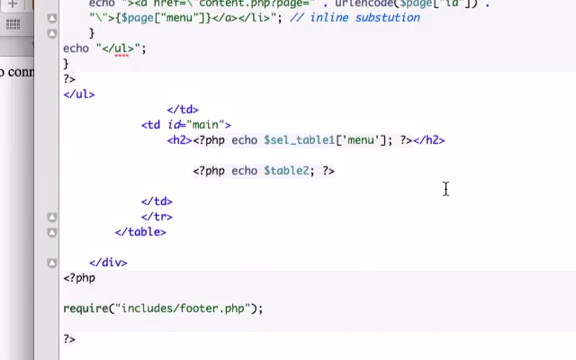 echo "><a href=\"content.php?page=" . urlencode($page["id"]) .
"\">{$page["menu"]}</a></li>"; // inline substution
}
echo "</ul>";
}
?>
</ul>
</td>
<td id="main">
<h2><?php echo $sel_table1['menu']; ?></h2>
<?php echo $table2; ?>
</td>
</tr>
</table>
</div>
<?php
require("includes/footer.php");
?>
o conn